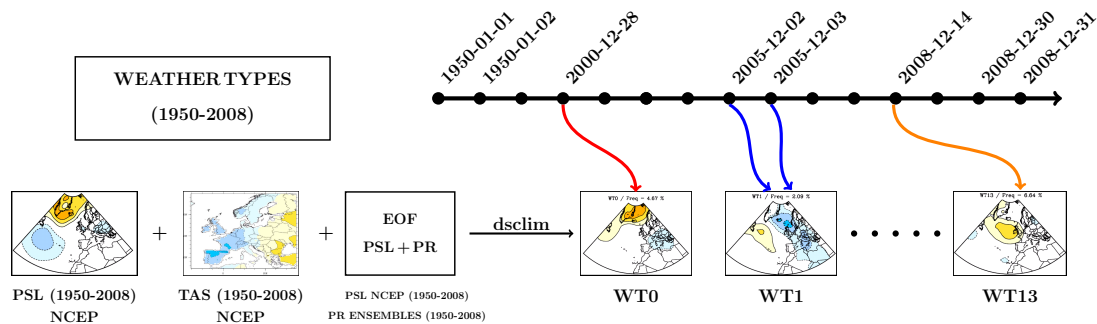 1950-01-01
1950-01-02
2000-12-28
2005-12-02
2005-12-03
2008-12-14
2008-12-30
2008-12-31
WEATHER TYPES
(1950-2008)
WT0 / Freq = 4.67 %
WT1 / Freq = 2.09 %
WT13 / Freq = 6.64 %
+
+
EOF
PSL+PR
dsclim
PSL (1950-2008)
NCEP
TAS (1950-2008)
NCEP
PSL NCEP (1950-2008)
PR ENSEMBLES (1950-2008)
WT0
WT1
WT13